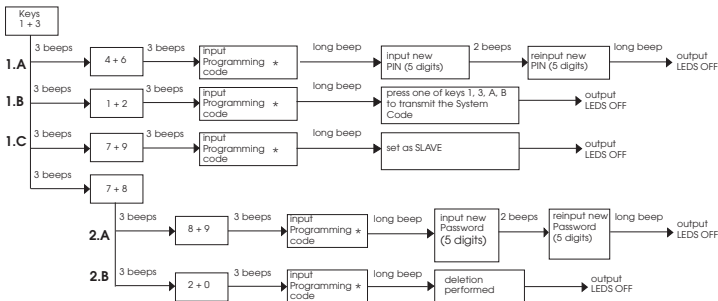 Keys
1 + 3
3 beeps
1.A
4 + 6
3 beeps
input
Programming *
code
long beep
input new
PIN (5 digits)
2 beeps
reinput new
PIN (5 digits)
long beep
output
LEDS OFF
3 beeps
1.B
1 + 2
3 beeps
input
Programming *
code
long beep
press one of keys 1, 3, A, B
to transmit the System
Code
output
LEDS OFF
1.C
3 beeps
7 + 9
3 beeps
input
Programming *
code
long beep
set as SLAVE
output
LEDS OFF
3 beeps
7 + 8
2.A
3 beeps
8 + 9
3 beeps
input
Programming *
code
long beep
input new
Password
(5 digits)
2 beeps
reinput new
Password
(5 digits)
long beep
output
LEDS OFF
2.B
3 beeps
2 + 0
3 beeps
input
Programming *
code
long beep
deletion
performed
output
LEDS OFF